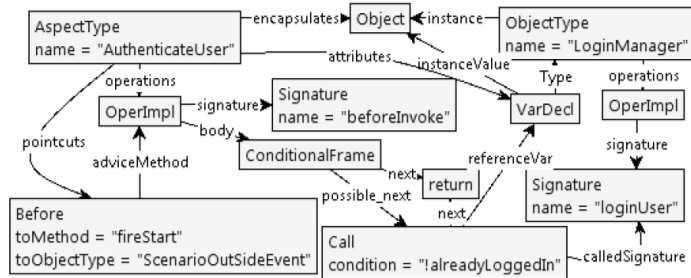 AspectType
name = "AuthenticateUser"
encapsulates
Object
instance
ObjectType
name = "LoginManager"
attributes
instanceValue
operations
Type
operations
OperImpl
signature
Signature
name = "beforeInvoke"
VarDecl
OperImpl
pointcuts
body
adviceMethod
ConditionalFrame
referenceVar
signature
next
return
possible_next
next
Signature
name = "loginUser"
Before
toMethod = "fireStart"
toObjectType = "ScenarioOutSideEvent"
Call
condition = "!alreadyLoggedIn"
calledSignature